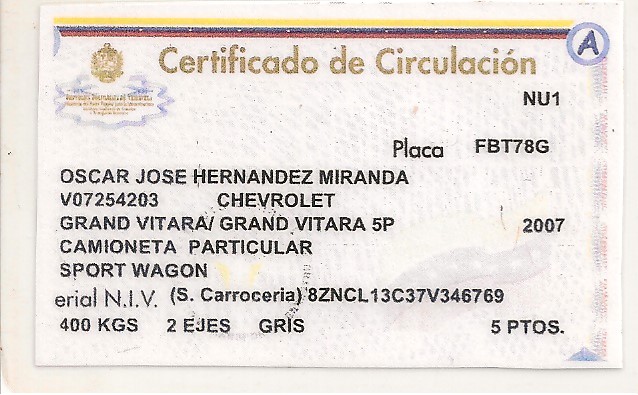 Certificado de Circulación
A
NU1
Placa FBT78G
OSCAR JOSE HERNANDEZ MIRANDA
V07254203 CHEVROLET
GRAND VITARA/ GRAND VITARA 5P 2007
CAMIONETA PARTICULAR
SPORT WAGON
erial N.I.V. (S. Carroceria) 8ZNCL13C37V346769
400 KGS 2 EJES GRIS 5 PTOS.